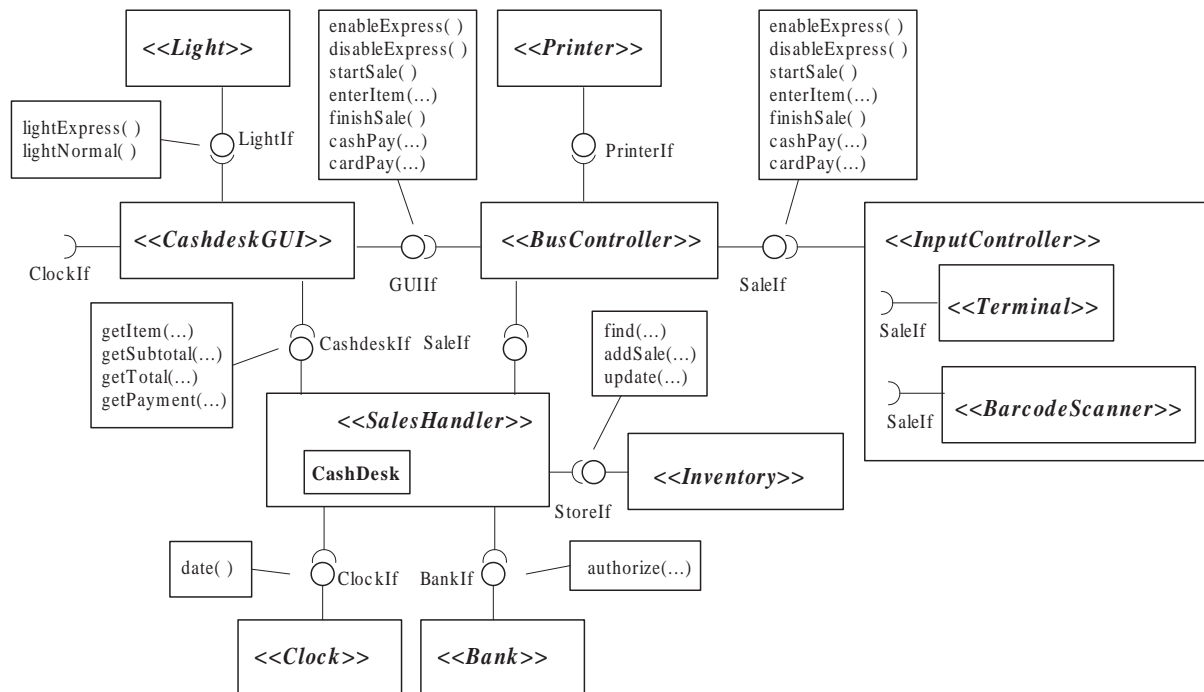 <<Light>>
enableExpress( )
disableExpress( )
startSale( )
enterItem(...)
finishSale( )
cashPay(...)
cardPay(...)
<<Printer>>
enableExpress( )
disableExpress( )
startSale( )
enterItem(...)
finishSale( )
cashPay(...)
cardPay(...)
lightExpress( )
lightNormal( )
LightIf
PrinterIf
<<CashdeskGUI>>
<<BusController>>
<<InputController>>
ClockIf
GUIIf
SaleIf
<<Terminal>>
SaleIf
getItem(...)
getSubtotal(...)
getTotal(...)
getPayment(...)
CashdeskIf
SaleIf
find(...)
addSale(...)
update(...)
<<BarcodeScanner>>
SaleIf
<<SalesHandler>>
CashDesk
<<Inventory>>
StoreIf
date( )
ClockIf
BankIf
authorize(...)
<<Clock>>
<<Bank>>